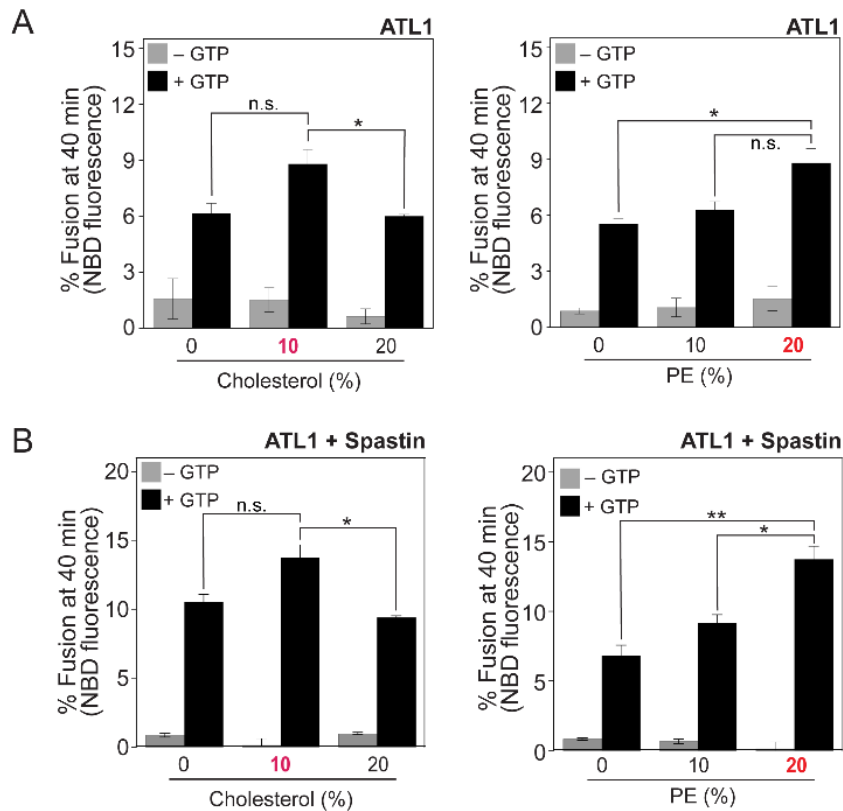 A
ATL1
– GTP
+ GTP
15
12
9
6
3
0
% Fusion at 40 min
(NBD fluorescence)
n.s.
*
0 10 20
Cholesterol (%)
ATL1
– GTP
+ GTP
15
12
9
6
3
0
% Fusion at 40 min
(NBD fluorescence)
*
n.s.
0 10 20
PE (%)
B
ATL1 + Spastin
– GTP
+ GTP
20
15
10
5
0
% Fusion at 40 min
(NBD fluorescence)
n.s.
*
0 10 20
Cholesterol (%)
ATL1 + Spastin
– GTP
+ GTP
20
15
10
5
0
% Fusion at 40 min
(NBD fluorescence)
**
*
0 10 20
PE (%)